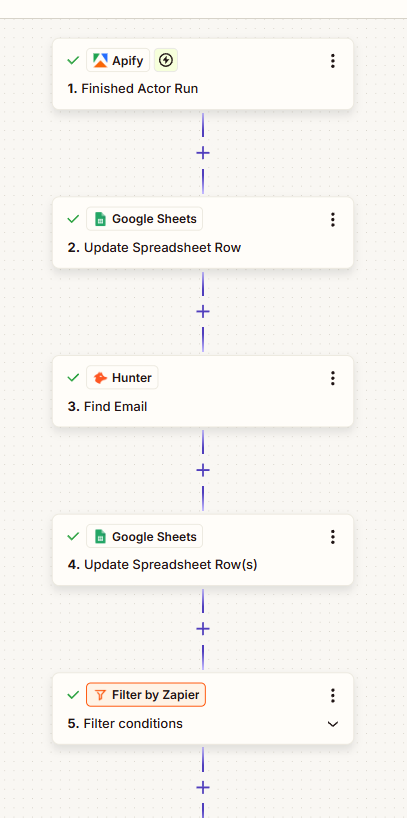 Apify
1. Finished Actor Run
Google Sheets
2. Update Spreadsheet Row
Hunter
3. Find Email
Google Sheets
4. Update Spreadsheet Row(s)
Filter by Zapier
5. Filter conditions